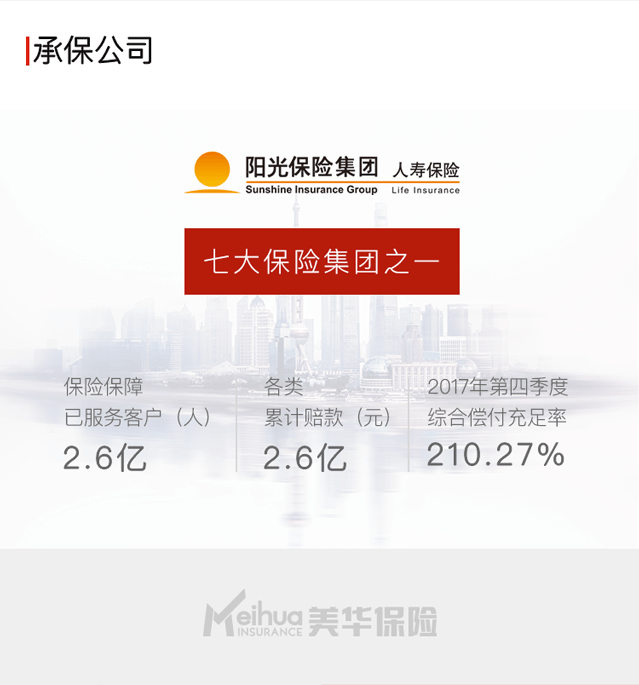 承保公司
阳光保险集团 人寿保险
Sunshine Insurance Group Life Insurance
七大保险集团之一
保险保障
已服务客户（人）
2.6亿
各类
累计赔款（元）
2.6亿
2017年第四季度
综合偿付充足率
210.27%
Meihua 美华保险
INSURANCE